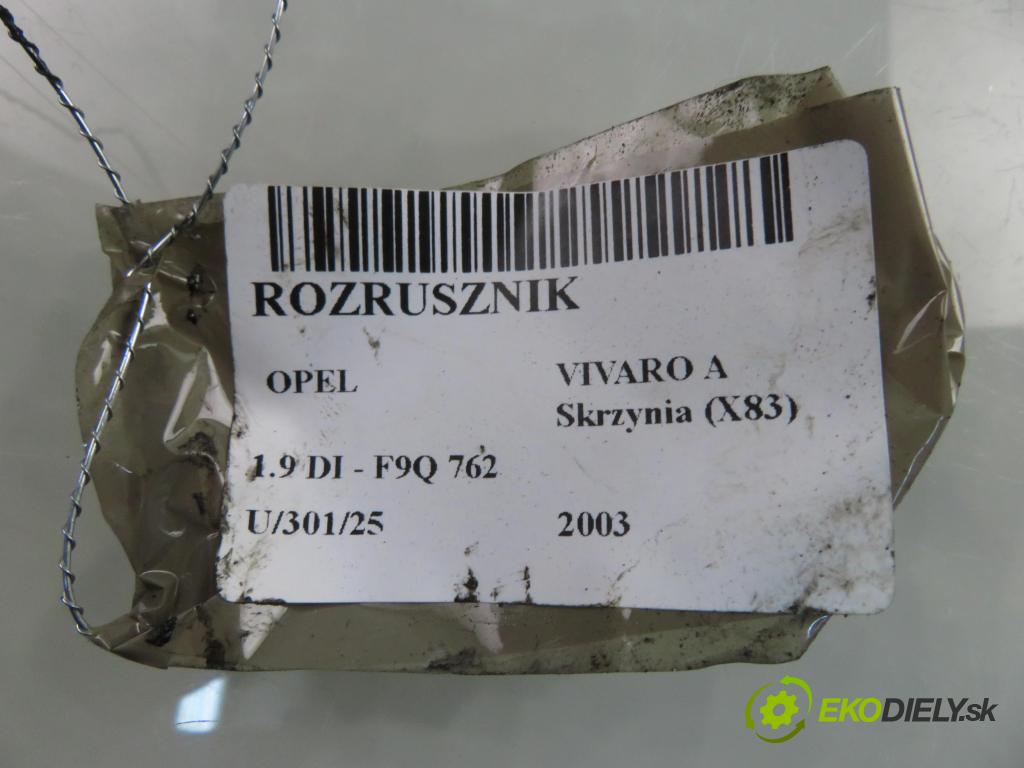 ROZRUSZNIK
OPEL VIVARO A
Skrzynia (X83)
1.9 DI - F9Q 762
U/301/25 2003
EKODIELY.sk